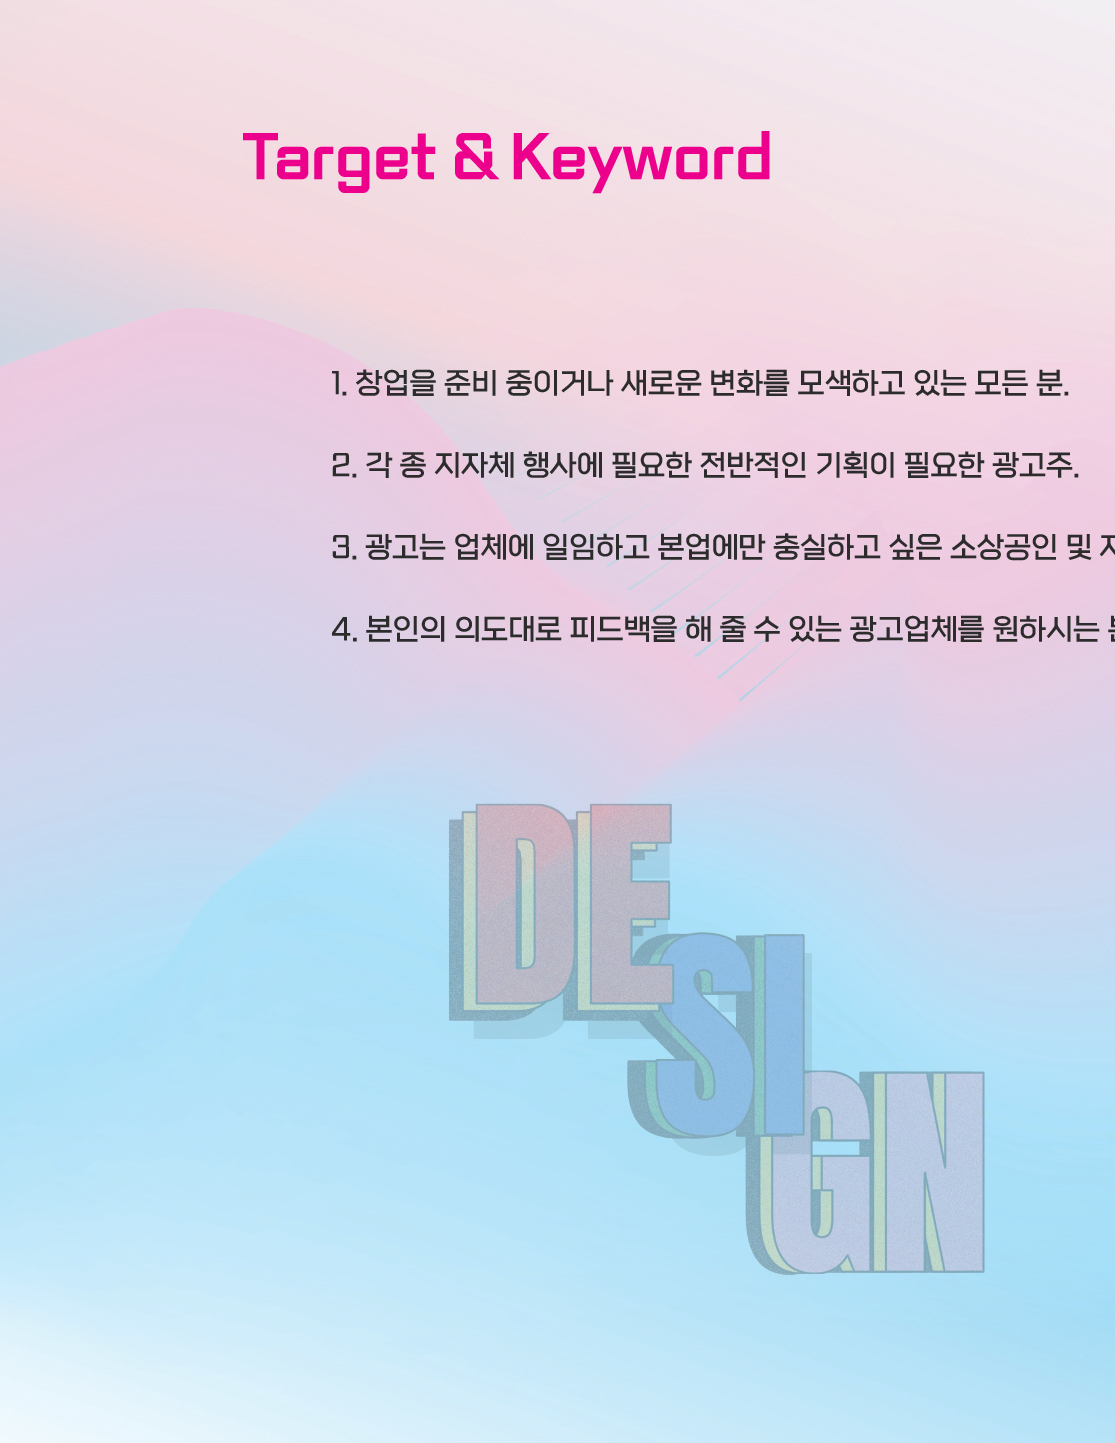 Target & Keyword
1. 창업을 준비 중이거나 새로운 변화를 모색하고 있는 모든 분.
2. 각 종 지자체 행사에 필요한 전반적인 기획이 필요한 광고주.
3. 광고는 업체에 일임하고 본업에만 충실하고 싶은 소상공인 및
4. 본인의 의도대로 피드백을 해 줄 수 있는 광고업체를 원하시는
DE
SI
GN